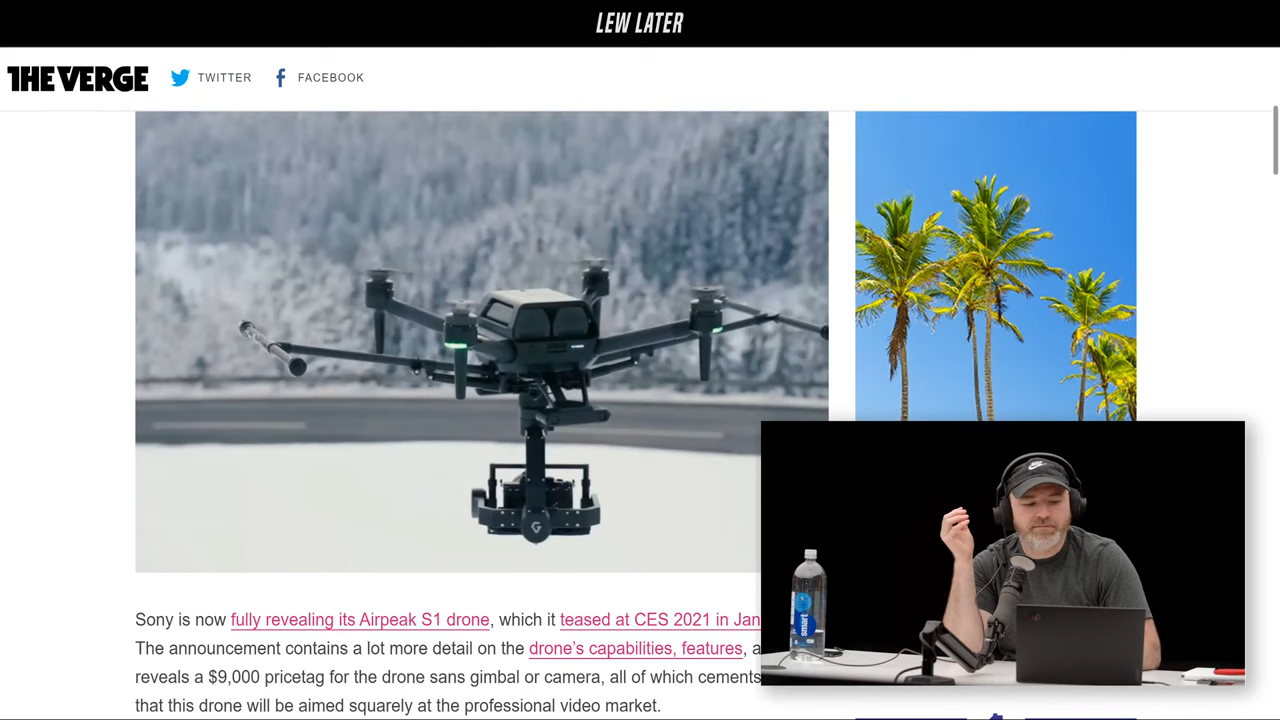 LEW LATER
THE VERGE
TWITTER
FACEBOOK
Sony is now fully revealing its Airpeak S1 drone, which it teased at CES 2021 in Jan
The announcement contains a lot more detail on the drone's capabilities, features, a
reveals a $9,000 pricetag for the drone sans gimbal or camera, all of which cements
that this drone will be aimed squarely at the professional video market.
smart
G